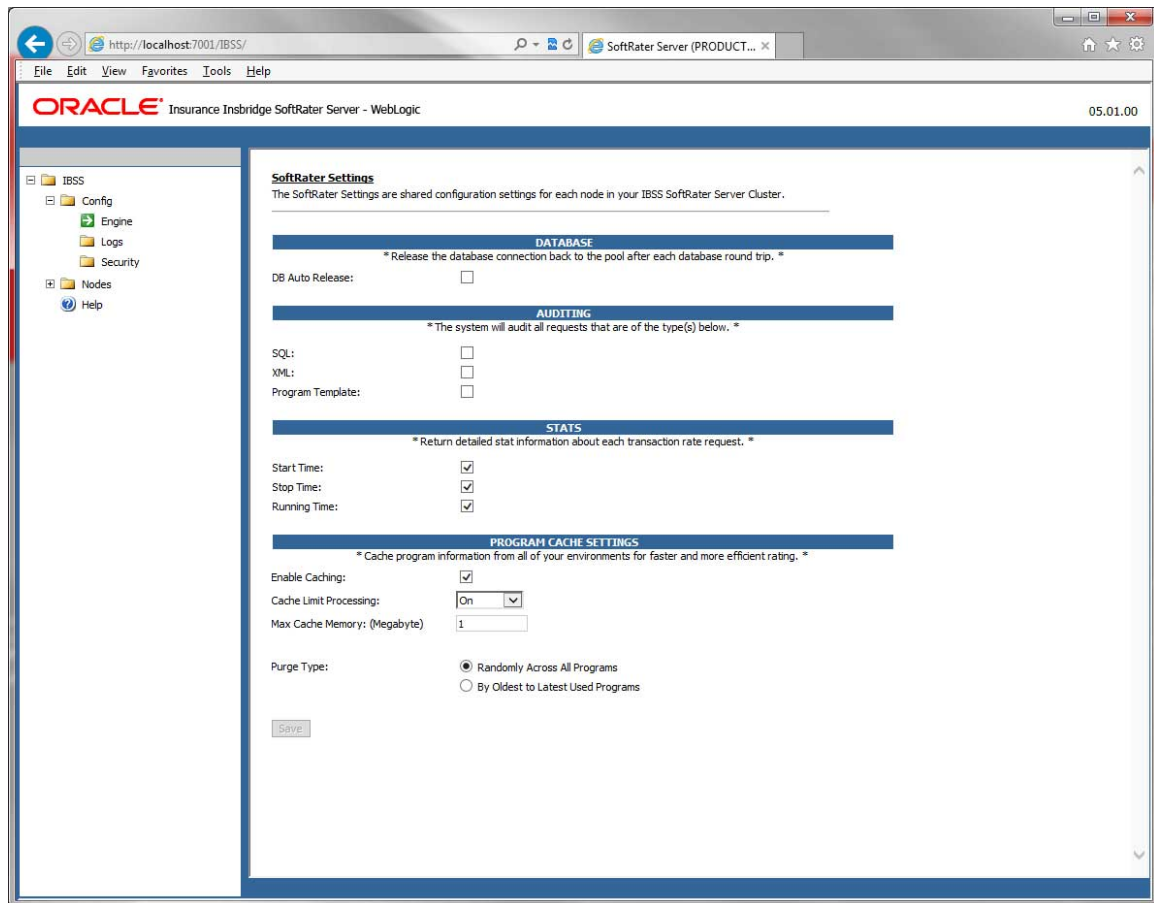 http://localhost:7001/IBSS/
SoftRater Server (PRODUCT...
File Edit View Favorites Tools Help
ORACLE Insurance Insbridge SoftRater Server - WebLogic
05.01.00
IBSS
Config
Engine
Logs
Security
Nodes
Help
SoftRater Settings
The SoftRater Settings are shared configuration settings for each node in your IBSS SoftRater Server Cluster.
DATABASE
* Release the database connection back to the pool after each database round trip. *
DB Auto Release:
AUDITING
* The system will audit all requests that are of the type(s) below. *
SQL:
XML:
Program Template:
STATS
* Return detailed stat information about each transaction rate request. *
Start Time:
Stop Time:
Running Time:
PROGRAM CACHE SETTINGS
* Cache program information from all of your environments for faster and more efficient rating. *
Enable Caching:
Cache Limit Processing: On
Max Cache Memory: (Megabyte) 1
Purge Type: Randomly Across All Programs
By Oldest to Latest Used Programs
Save